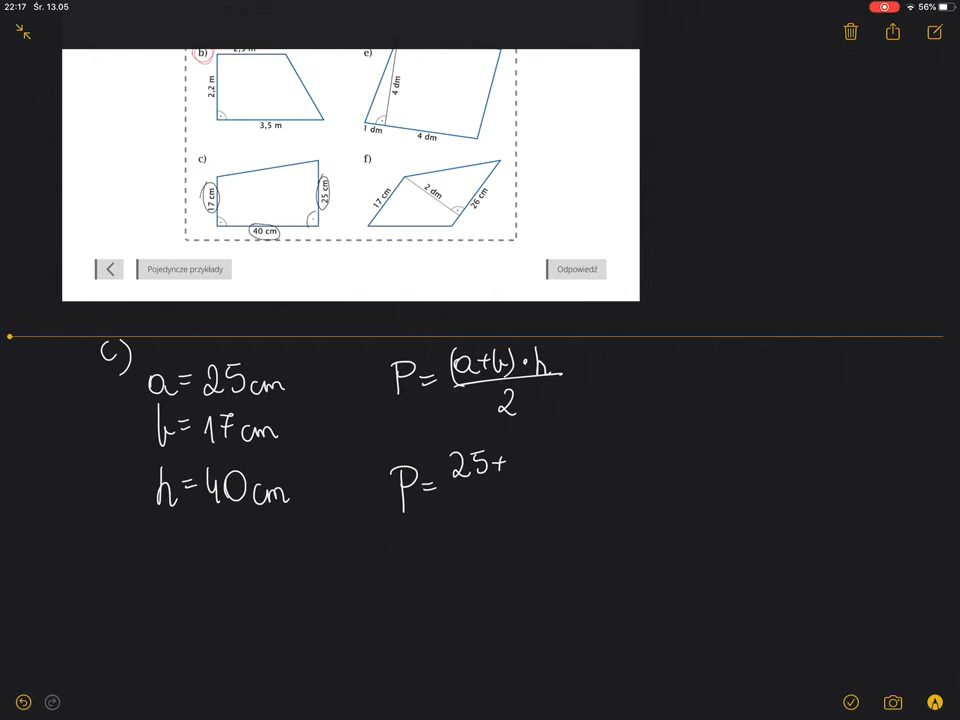 22:17 Śr. 13.05
56%
b)
2,2 m
3,5 m
e)
4 dm
1 dm
4 dm
c)
17 cm
25 cm
40 cm
f)
17 cm
2 dm
26 cm
Pojedyncze przykłady
Odpowiedź
c)
a = 25 cm
b = 17 cm
h = 40 cm
P = (a+b)·h / 2
P = 25+